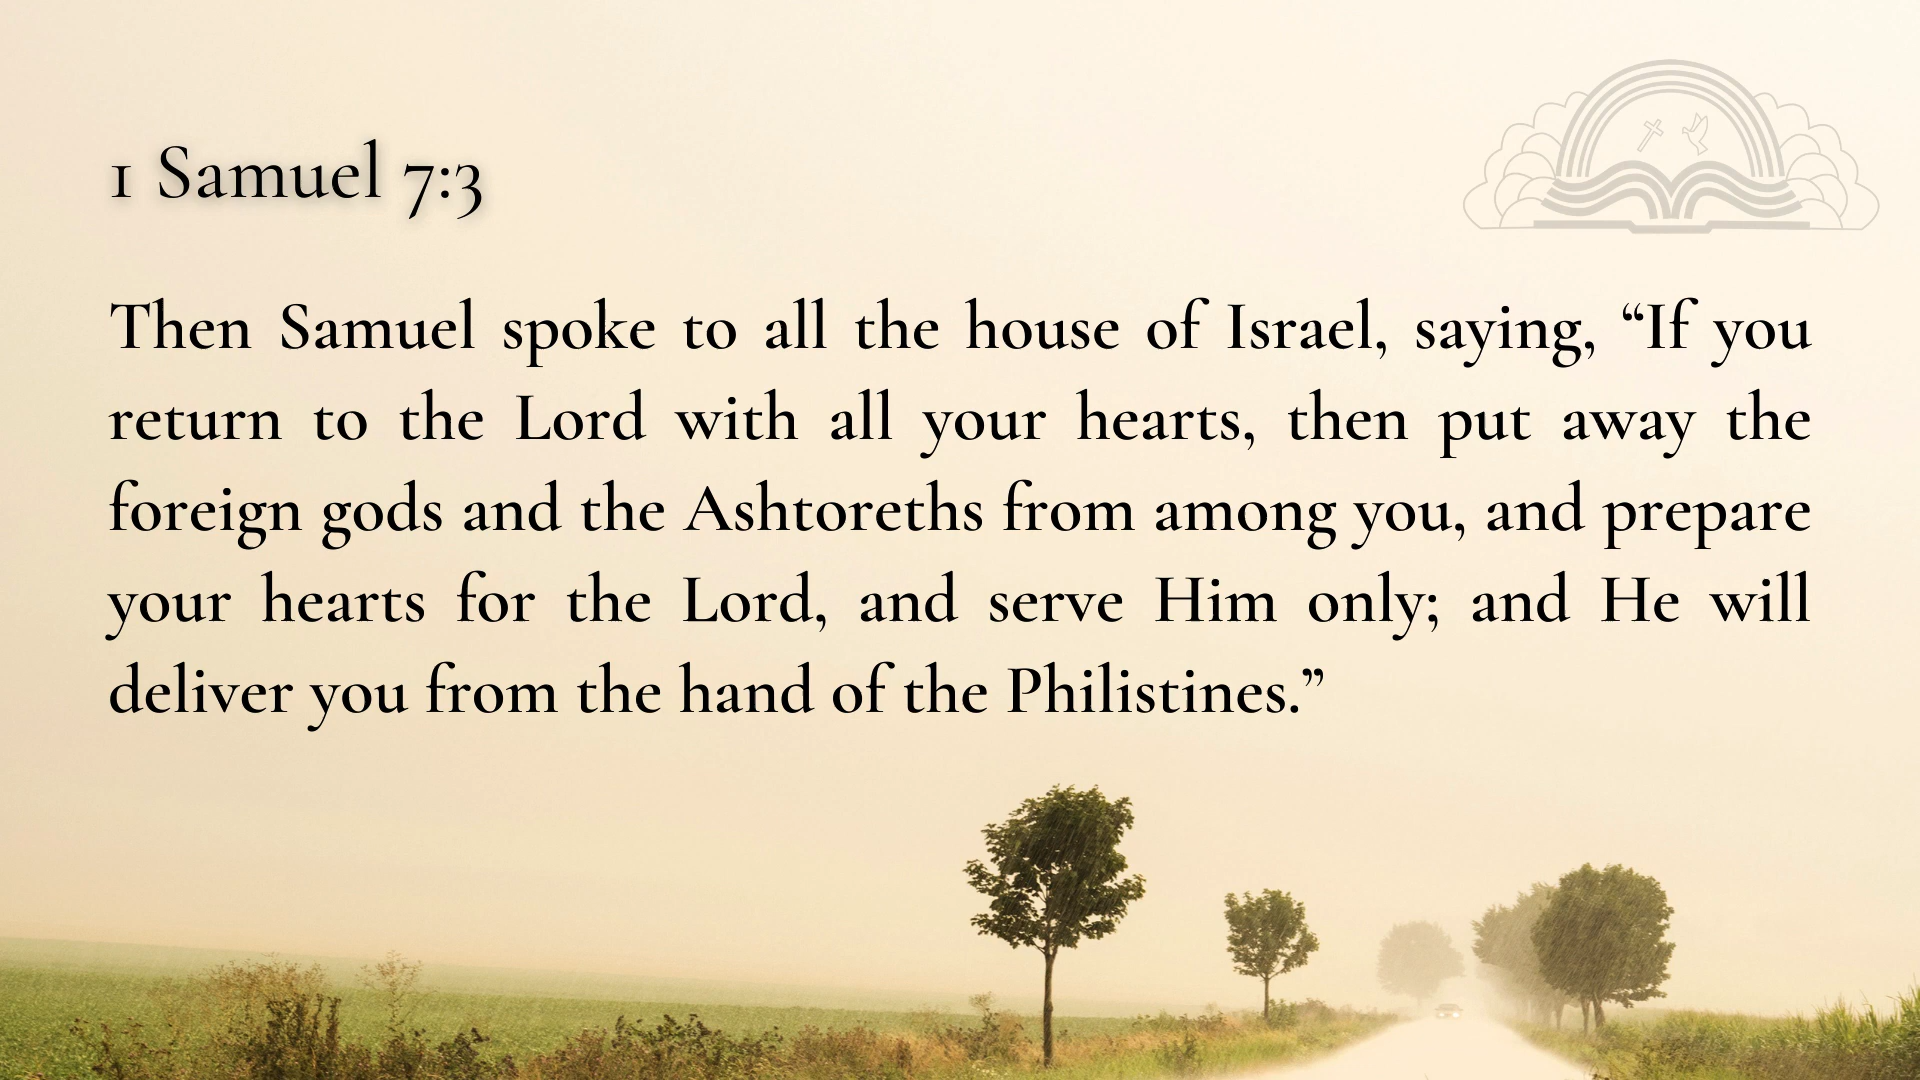 1 Samuel 7:3
Then Samuel spoke to all the house of Israel, saying, “If you
return to the Lord with all your hearts, then put away the
foreign gods and the Ashtoreths from among you, and prepare
your hearts for the Lord, and serve Him only; and He will
deliver you from the hand of the Philistines.”